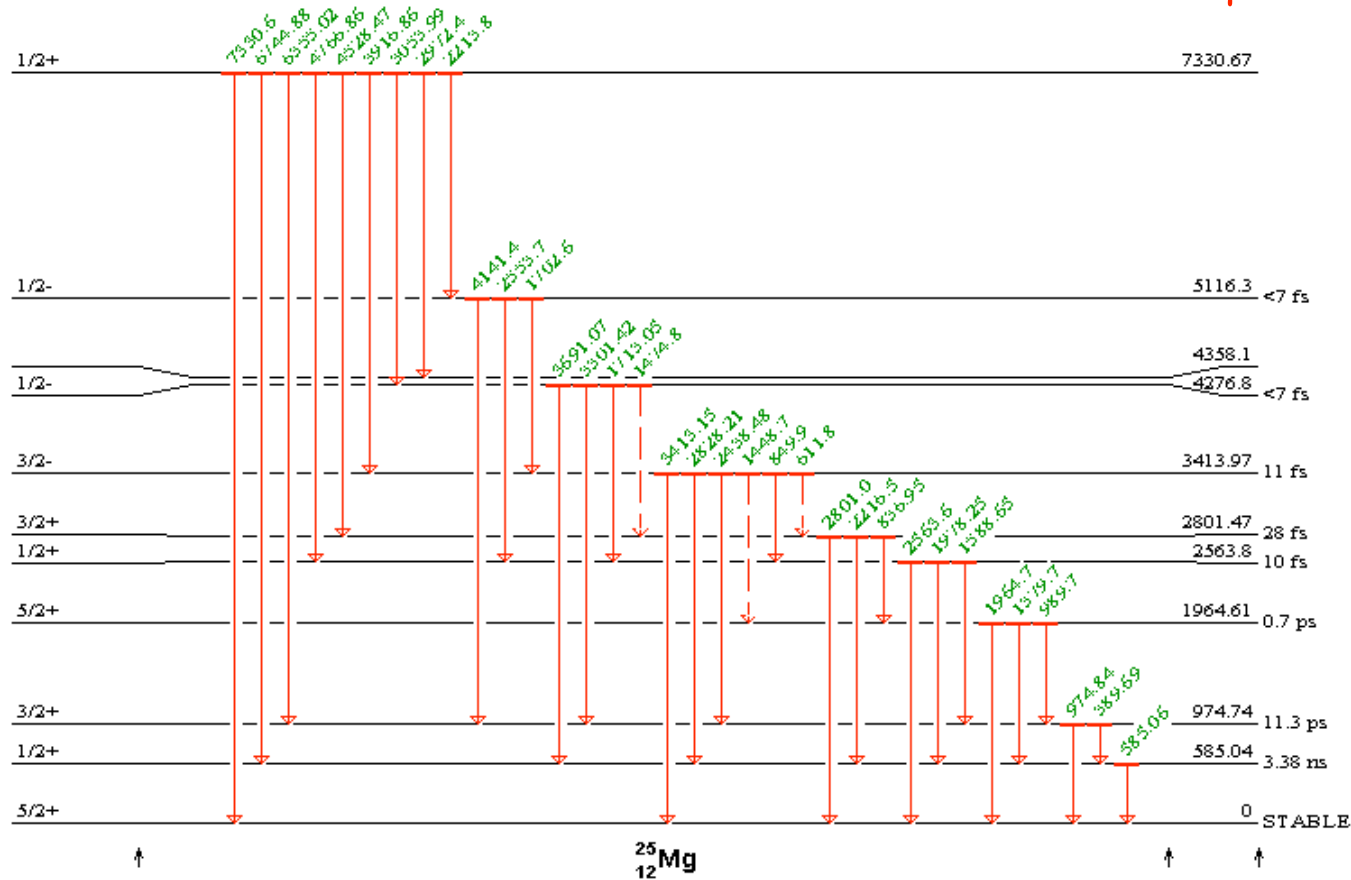 7330.6 6744.88 6355.02 4766.86 4528.47 3916.86 3053.99 2972.4 2213.8
1/2+ 7330.67
4141.4 2553.7 1702.6
1/2- 5116.3 <7 fs
3691.07 3301.42 1713.05 1474.8
4358.1
1/2- 4276.8 <7 fs
3413.15 2828.21 2438.48 1448.7 849.9 611.8
3/2- 3413.97 11 fs
2801.0 2216.5 836.95
3/2+ 2801.47 28 fs
2563.6 1978.25 1588.65
1/2+ 2563.8 10 fs
1964.7 1379.7 989.7
5/2+ 1964.61 0.7 ps
974.84 389.69
3/2+ 974.74 11.3 ps
585.06
1/2+ 585.04 3.38 ns
5/2+ 0 STABLE
25 12 Mg